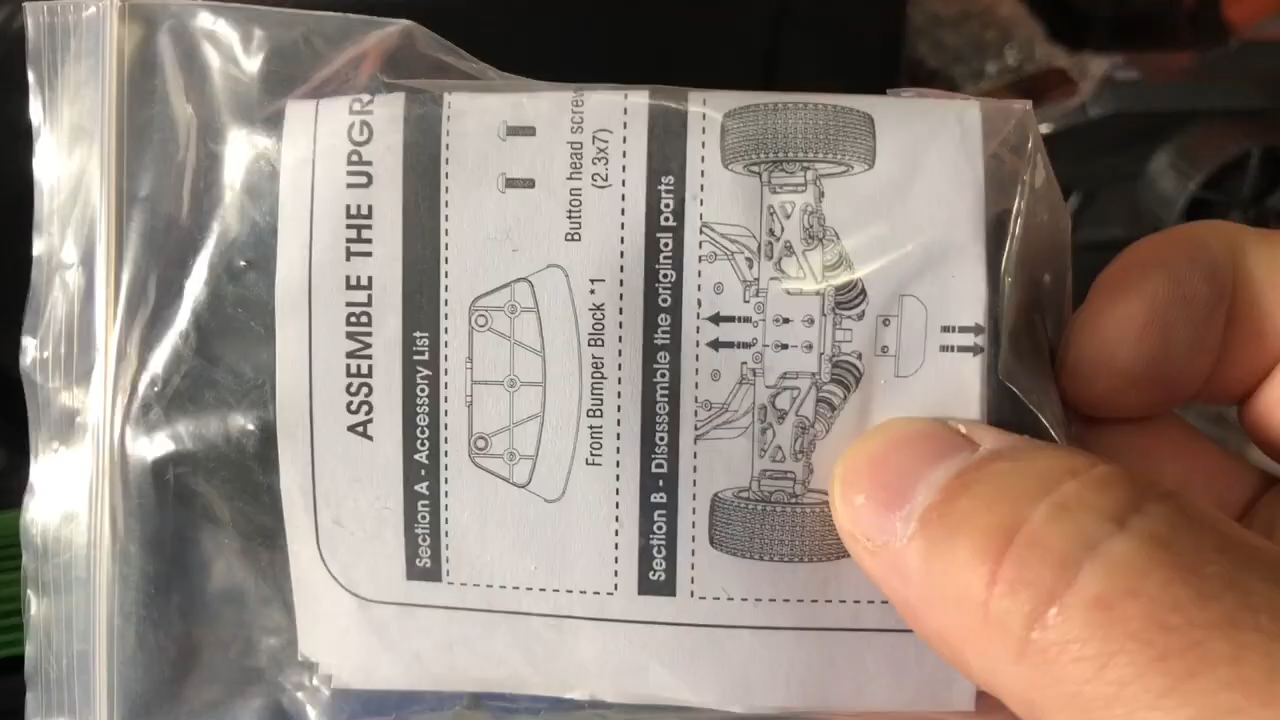 ASSEMBLE THE UPGR
Section A - Accessory List
Front Bumper Block *1
Button head screw
(2.3x7)
Section B - Disassemble the original parts